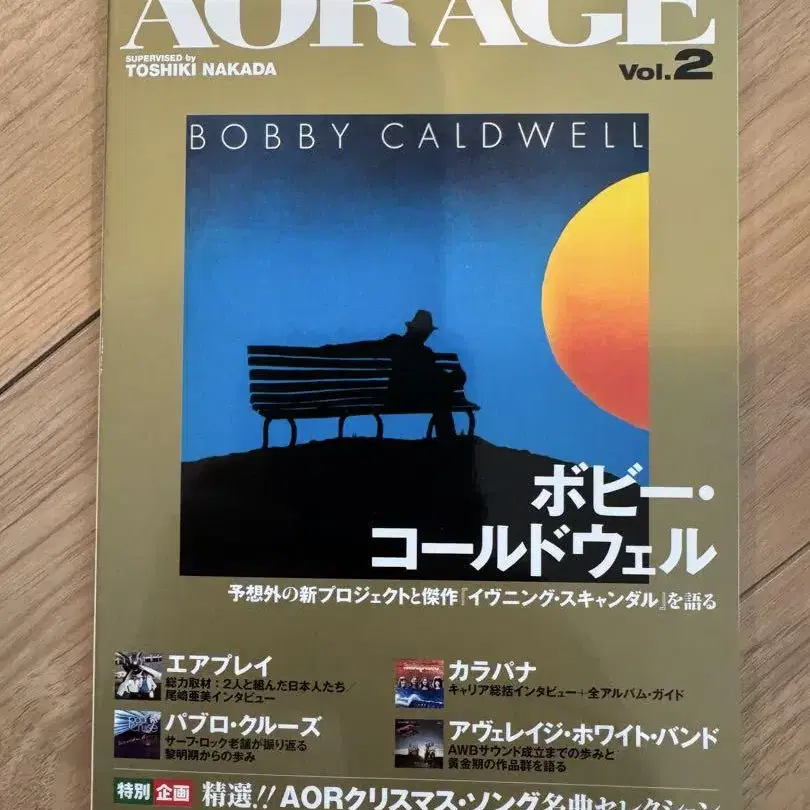 AOR AGE
SUPERVISED by
TOSHIKI NAKADA
Vol.2
BOBBY CALDWELL
ボビー・
コールドウェル
予想外の新プロジェクトと傑作『イヴニング・スキャンダル』を語る
エアプレイ
総力取材：2人と組んだ日本人たち／
尾崎亜美インタビュー
カラパナ
キャリア総括インタビュー＋全アルバム・ガイド
パブロ・クルーズ
サーフ・ロック老舗が振り返る
黎明期からの歩み
アヴェレイジ・ホワイト・バンド
AWBサウンド成立までの歩みと
黄金期の作品群を語る
特別 企画 精選!! AORクリスマス・ソング名曲セレクション